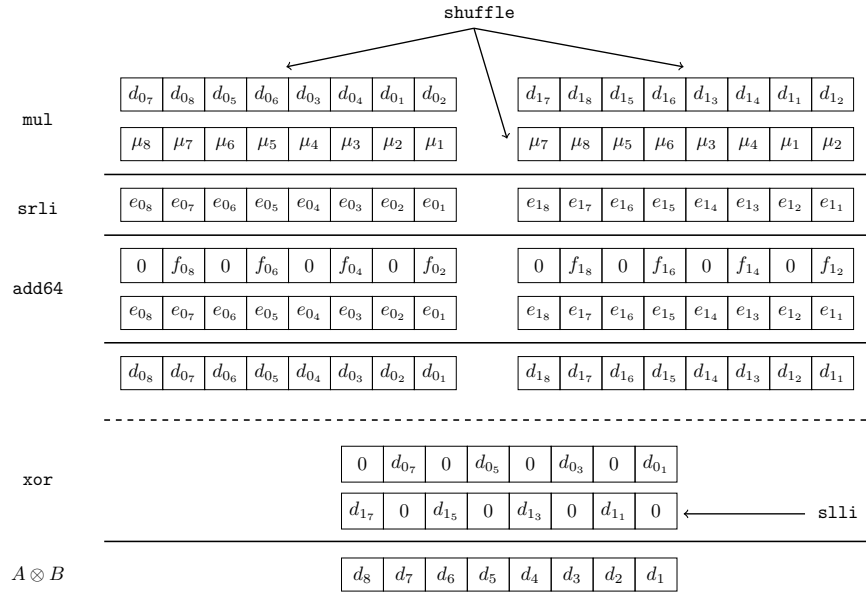 shuffle
d₀₇ d₀₈ d₀₅ d₀₆ d₀₃ d₀₄ d₀₁ d₀₂ d₁₇ d₁₈ d₁₅ d₁₆ d₁₃ d₁₄ d₁₁ d₁₂
mul
μ₈ μ₇ μ₆ μ₅ μ₄ μ₃ μ₂ μ₁ μ₇ μ₈ μ₅ μ₆ μ₃ μ₄ μ₁ μ₂
srli e₀₈ e₀₇ e₀₆ e₀₅ e₀₄ e₀₃ e₀₂ e₀₁ e₁₈ e₁₇ e₁₆ e₁₅ e₁₄ e₁₃ e₁₂ e₁₁
0 f₀₈ 0 f₀₆ 0 f₀₄ 0 f₀₂ 0 f₁₈ 0 f₁₆ 0 f₁₄ 0 f₁₂
add64
e₀₈ e₀₇ e₀₆ e₀₅ e₀₄ e₀₃ e₀₂ e₀₁ e₁₈ e₁₇ e₁₆ e₁₅ e₁₄ e₁₃ e₁₂ e₁₁
d₀₈ d₀₇ d₀₆ d₀₅ d₀₄ d₀₃ d₀₂ d₀₁ d₁₈ d₁₇ d₁₆ d₁₅ d₁₄ d₁₃ d₁₂ d₁₁
0 d₀₇ 0 d₀₅ 0 d₀₃ 0 d₀₁
xor
d₁₇ 0 d₁₅ 0 d₁₃ 0 d₁₁ 0 slli
A ⊗ B d₈ d₇ d₆ d₅ d₄ d₃ d₂ d₁